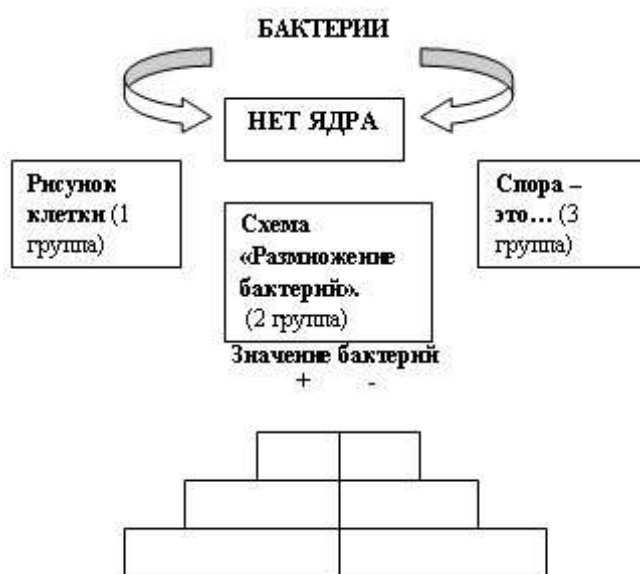 БАКТЕРИИ
НЕТ ЯДРА
Рисунок
клетки (1
группа)
Схема
«Размножение
бактерий».
(2 группа)
Спора –
это… (3
группа)
Значение бактерий
+ -